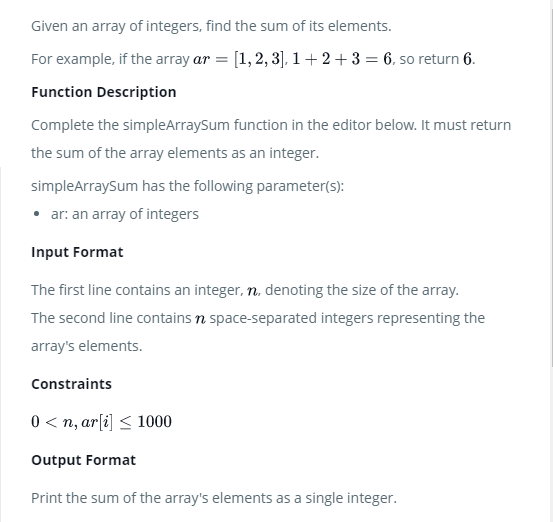 Given an array of integers, find the sum of its elements.
For example, if the array ar = [1, 2, 3], 1 + 2 + 3 = 6, so return 6.
Function Description
Complete the simpleArraySum function in the editor below. It must return
the sum of the array elements as an integer.
simpleArraySum has the following parameter(s):
• ar: an array of integers
Input Format
The first line contains an integer, n, denoting the size of the array.
The second line contains n space-separated integers representing the
array's elements.
Constraints
0 < n, ar[i] ≤ 1000
Output Format
Print the sum of the array's elements as a single integer.